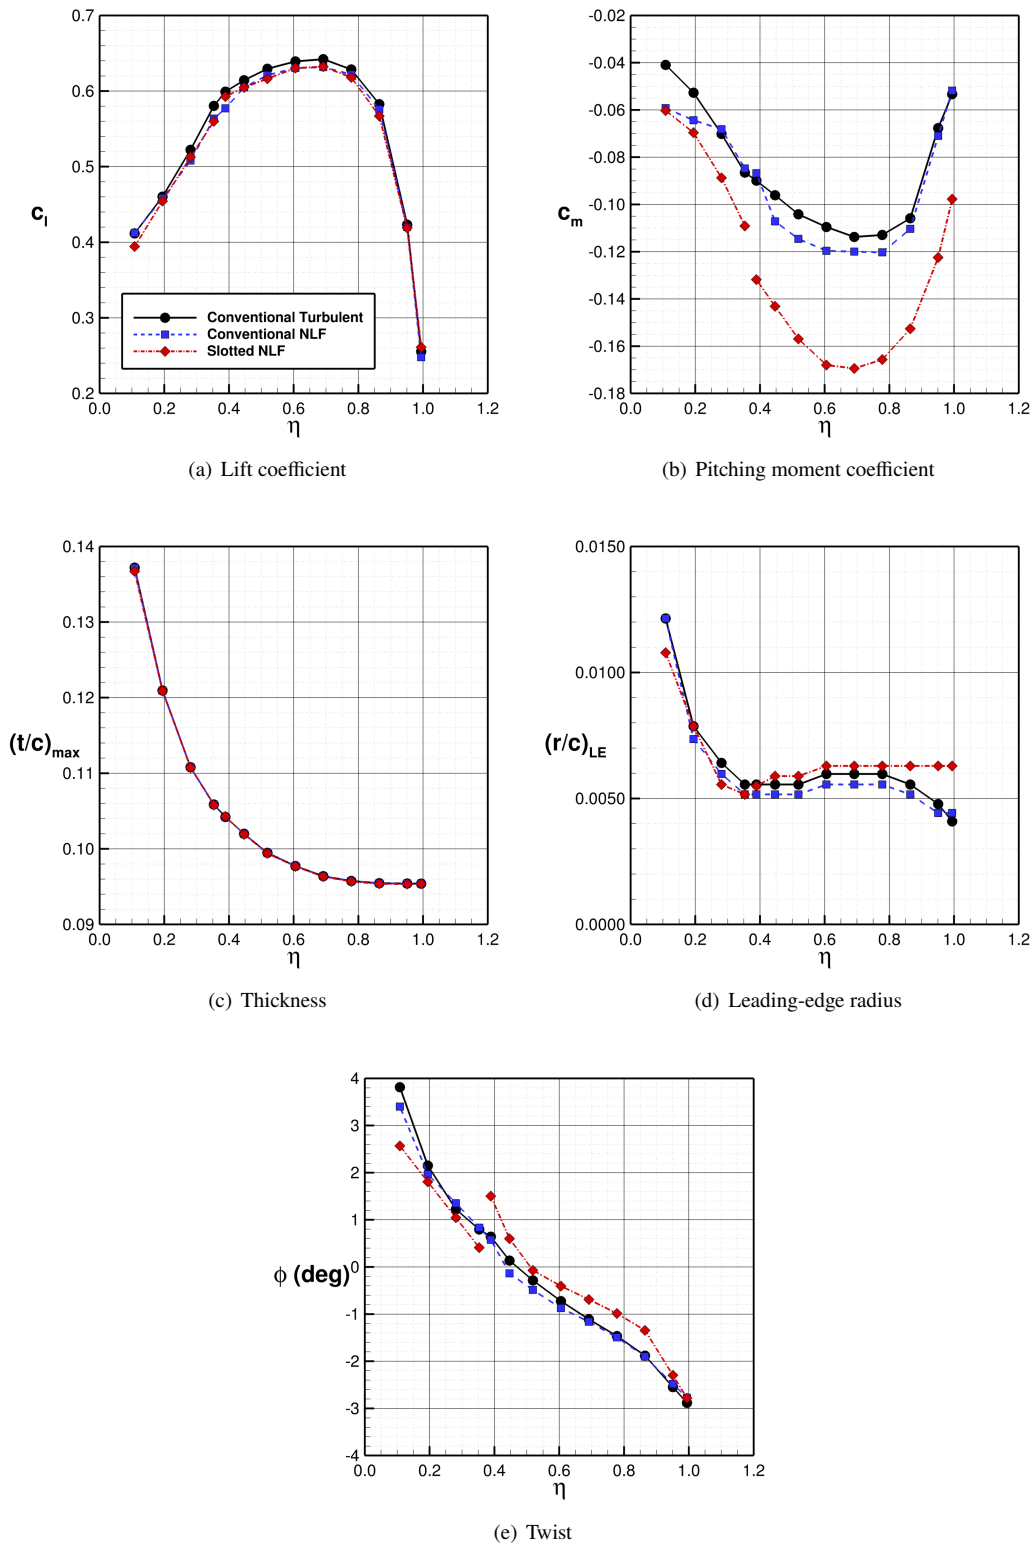 0.7
0.6
0.5
c_l
0.4
0.3
0.2
0.0 0.2 0.4 0.6 0.8 1.0 1.2
η
Conventional Turbulent
Conventional NLF
Slotted NLF
(a) Lift coefficient
-0.02
-0.04
-0.06
-0.08
-0.10
c_m
-0.12
-0.14
-0.16
-0.18
0.0 0.2 0.4 0.6 0.8 1.0 1.2
η
(b) Pitching moment coefficient
0.14
0.13
0.12
(t/c)_max
0.11
0.10
0.09
0.0 0.2 0.4 0.6 0.8 1.0 1.2
η
(c) Thickness
0.0150
0.0100
(r/c)_LE
0.0050
0.0000
0.0 0.2 0.4 0.6 0.8 1.0 1.2
η
(d) Leading-edge radius
4
3
2
1
0
ϕ (deg)
-1
-2
-3
-4
0.0 0.2 0.4 0.6 0.8 1.0 1.2
η
(e) Twist